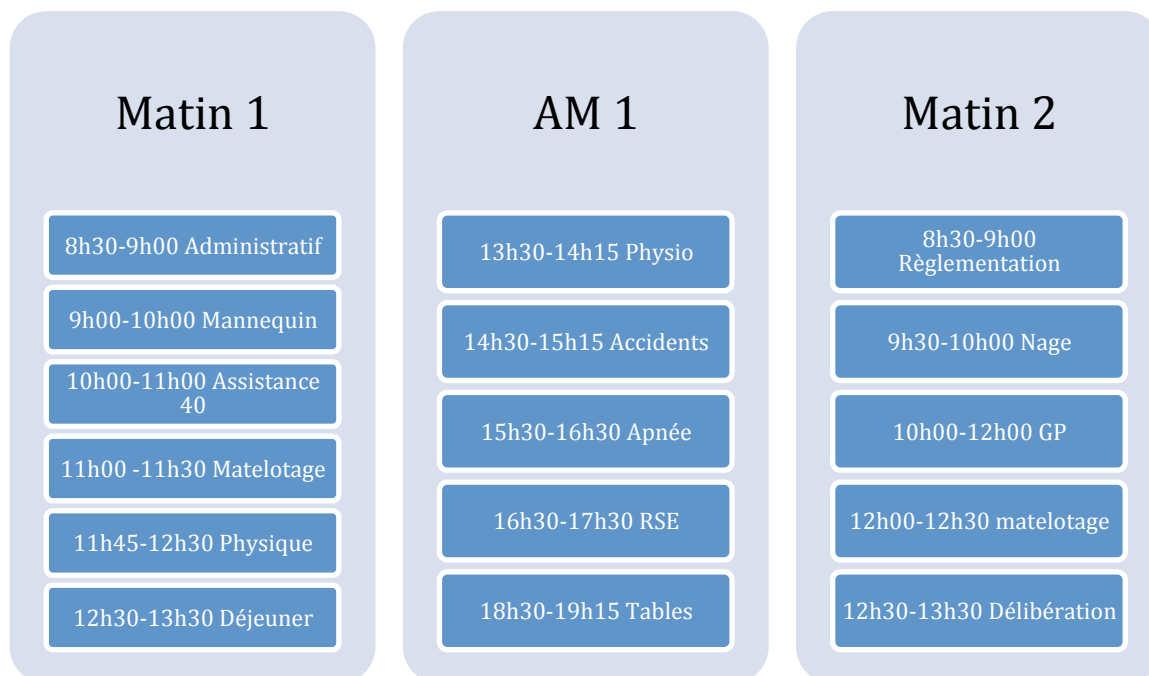 Matin 1
8h30-9h00 Administratif
9h00-10h00 Mannequin
10h00-11h00 Assistance
40
11h00 -11h30 Matelotage
11h45-12h30 Physique
12h30-13h30 Déjeuner
AM 1
13h30-14h15 Physio
14h30-15h15 Accidents
15h30-16h30 Apnée
16h30-17h30 RSE
18h30-19h15 Tables
Matin 2
8h30-9h00
Règlementation
9h30-10h00 Nage
10h00-12h00 GP
12h00-12h30 matelotage
12h30-13h30 Délibération